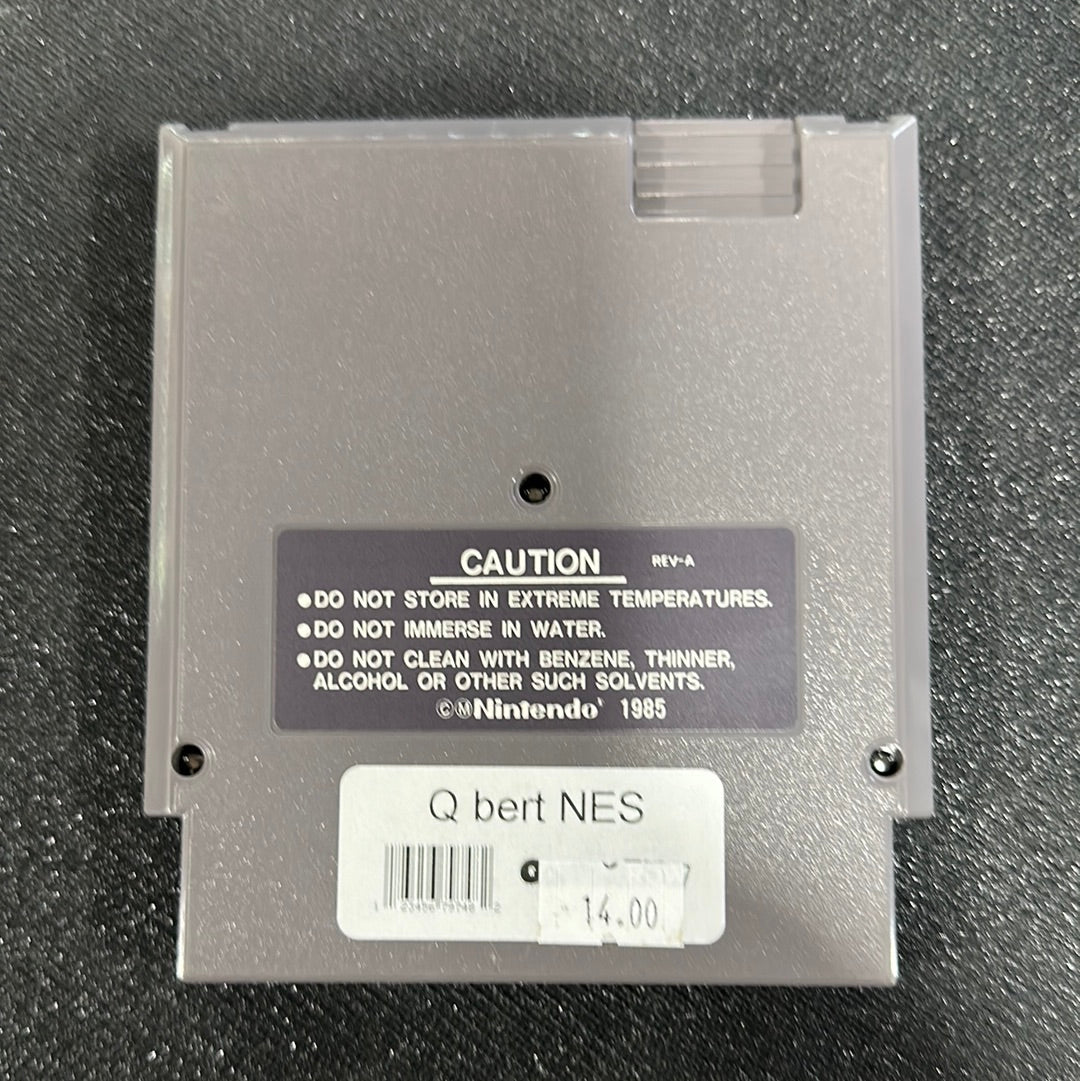 CAUTION REV-A
●DO NOT STORE IN EXTREME TEMPERATURES.
●DO NOT IMMERSE IN WATER.
●DO NOT CLEAN WITH BENZENE, THINNER,
ALCOHOL OR OTHER SUCH SOLVENTS.
©ⓂNintendo 1985
Q bert NES
14.00